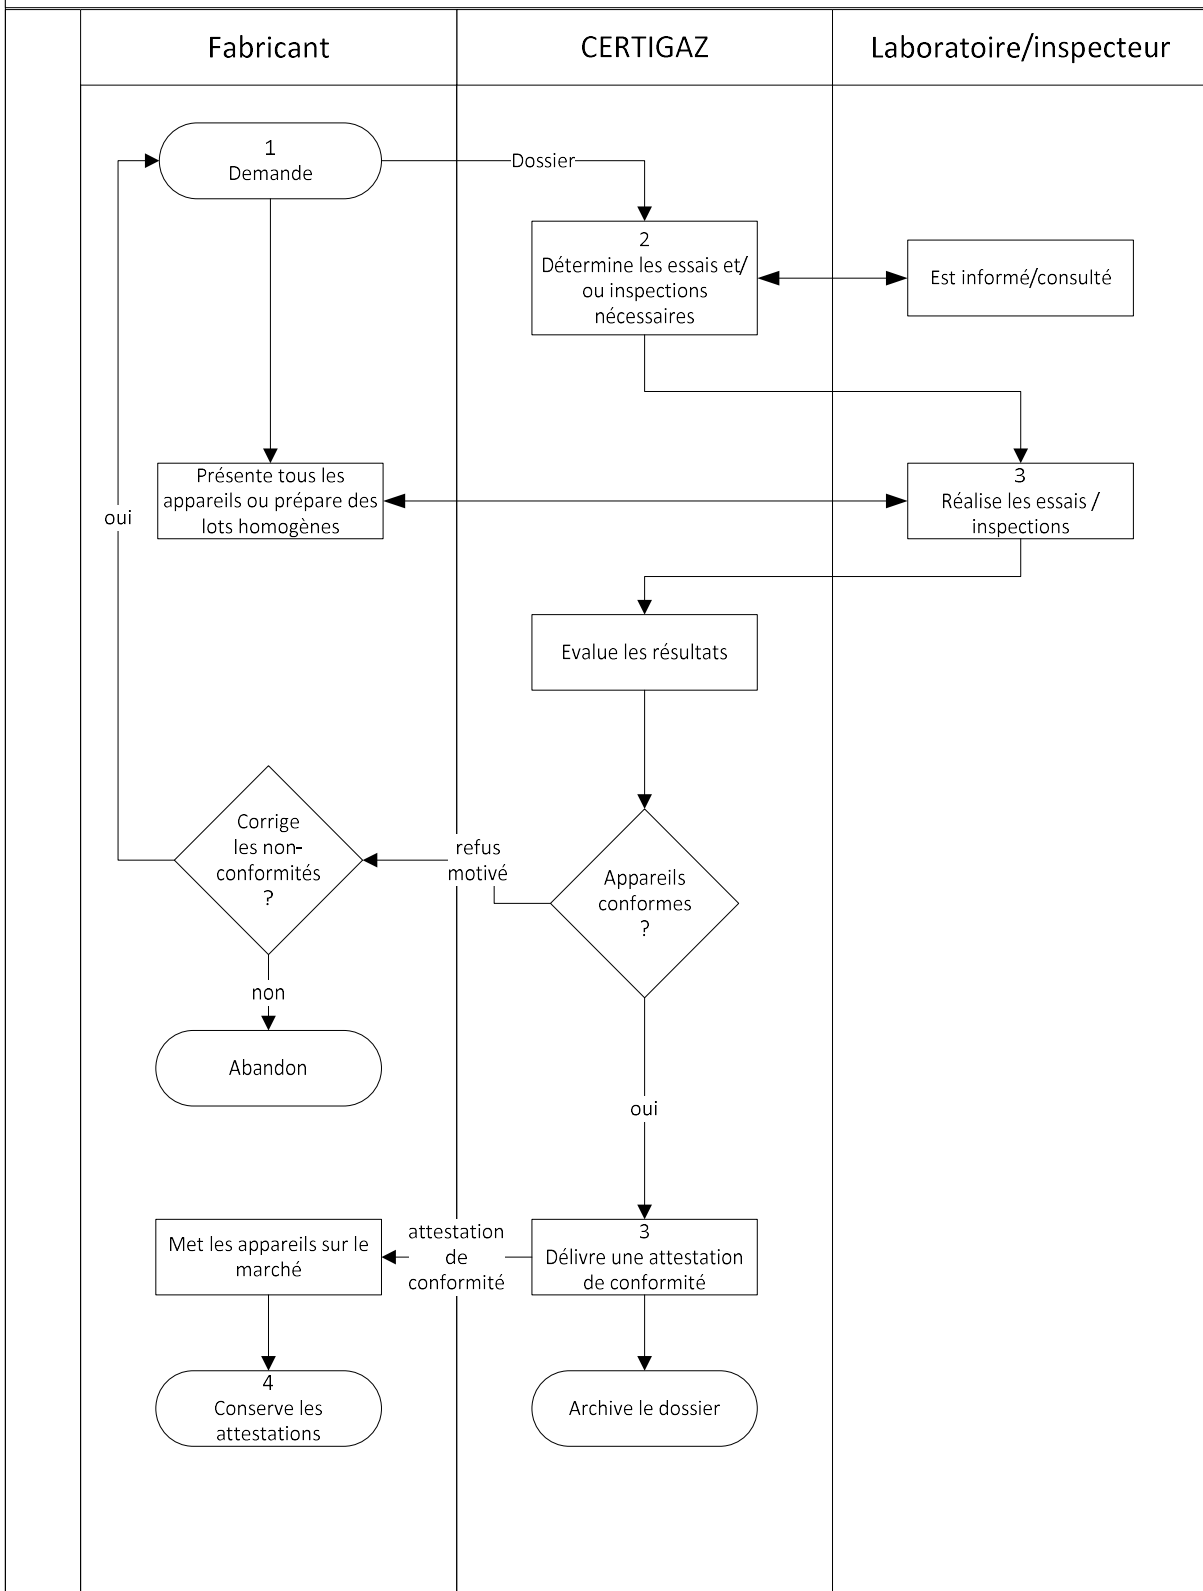 Fabricant
CERTIGAZ
Laboratoire/inspecteur
1
Demande
Dossier
2
Détermine les essais et/
ou inspections
nécessaires
Est informé/consulté
Présente tous les
appareils ou prépare des
lots homogènes
3
Réalise les essais /
inspections
oui
Evalue les résultats
Corrige
les non-
conformités
?
refus
motivé
Appareils
conformes
?
non
Abandon
oui
Met les appareils sur le
marché
attestation
de
conformité
3
Délivre une attestation
de conformité
4
Conserve les
attestations
Archive le dossier